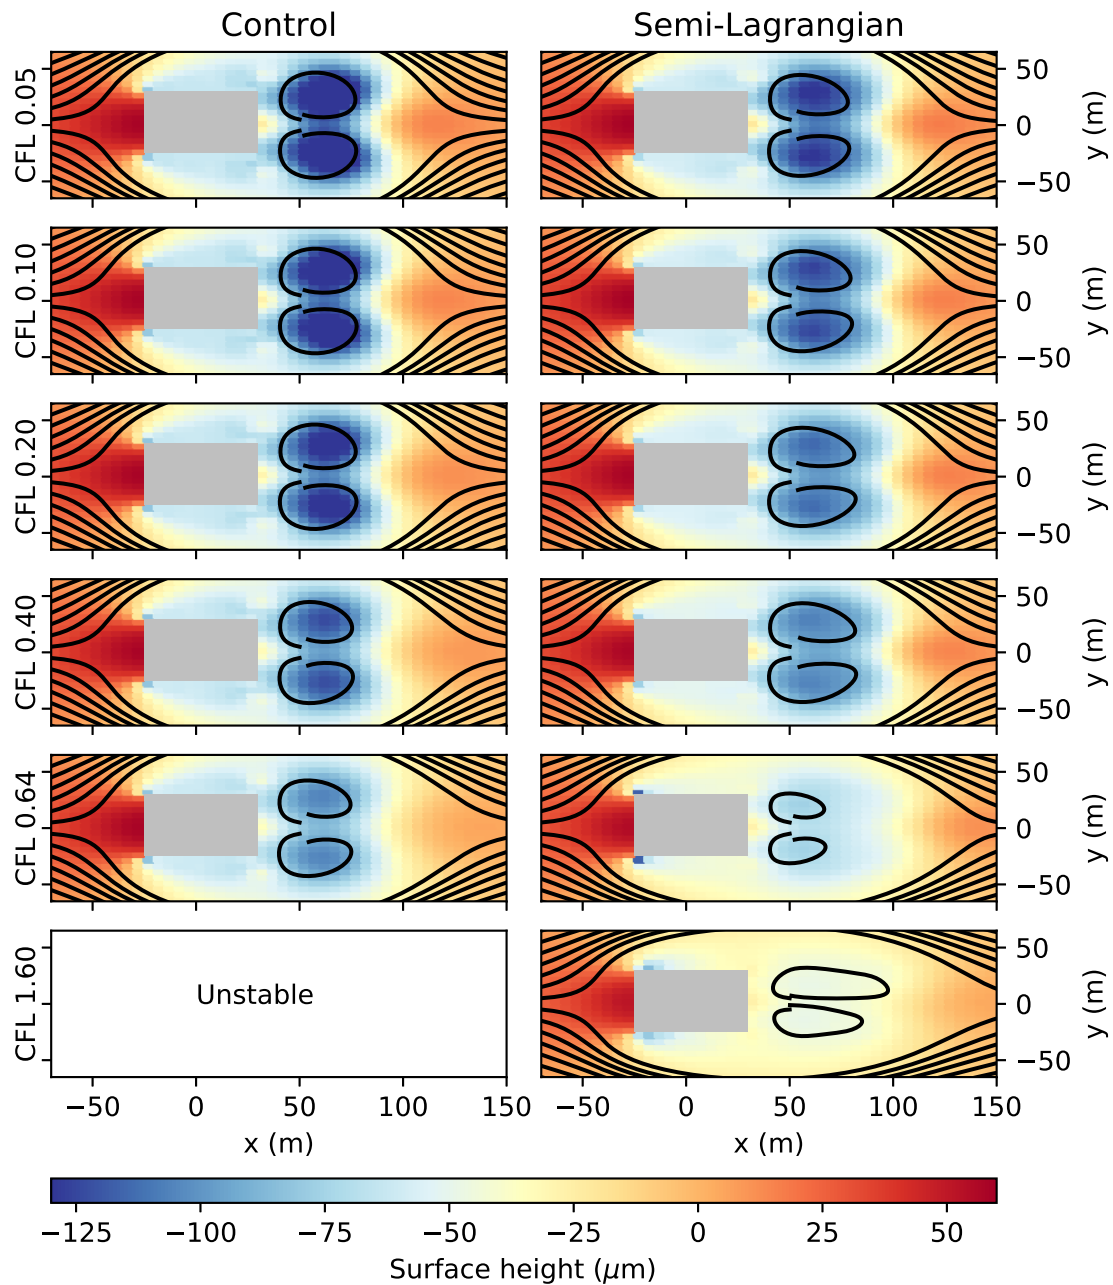 Control Semi-Lagrangian
CFL 0.05
50
0
−50
y (m)
CFL 0.10
50
0
−50
y (m)
CFL 0.20
50
0
−50
y (m)
CFL 0.40
50
0
−50
y (m)
CFL 0.64
50
0
−50
y (m)
CFL 1.60
Unstable
50
0
−50
y (m)
−50 0 50 100 150 −50 0 50 100 150
x (m) x (m)
−125 −100 −75 −50 −25 0 25 50
Surface height (μm)